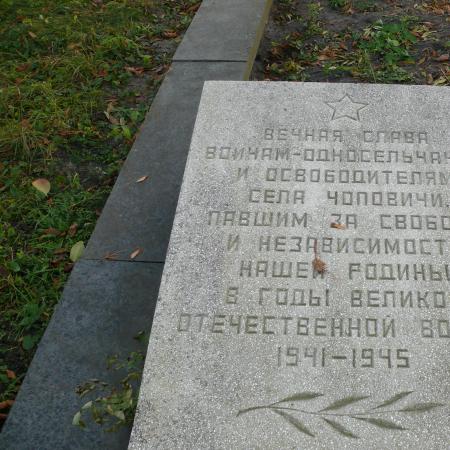 ВЕЧНАЯ СЛАВА
ВОИНАМ-ОДНОСЕЛЬЧА
И ОСВОБОДИТЕЛЯМ
СЕЛА ЧОПОВИЧИ,
ПАВШИМ ЗА СВОБО
И НЕЗАВИСИМОСТ
НАШЕЙ РОДИНЫ
В ГОДЫ ВЕЛИКО
ОТЕЧЕСТВЕННОЙ ВО
1941-1945